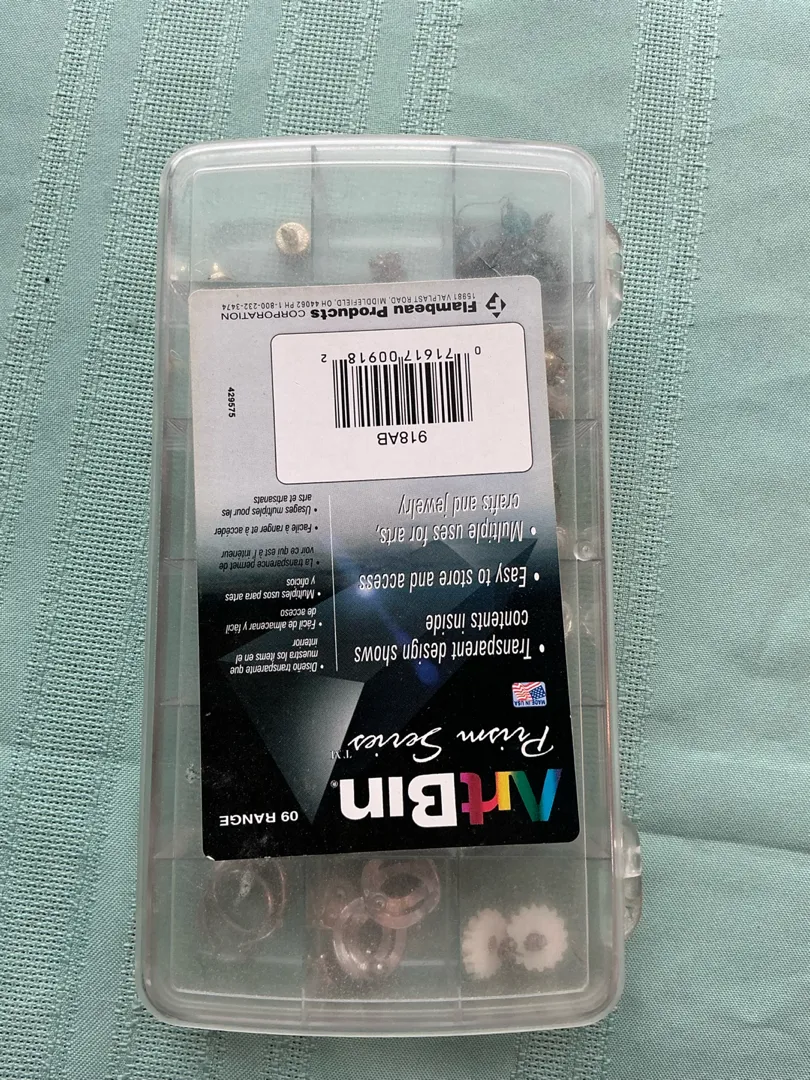 ArtBin®
Prism Series™
09 RANGE
MADE IN USA
• Transparent design shows
contents inside
• Easy to store and access
• Multiple uses for arts,
crafts and jewelry
• Diseño transparente que
muestra los items en el
interior
• Fácil de almacenar y fácil
de acceso
• Multiples usos para artes
y oficios
• La transparence permet de
voir ce qui est à l'intérieur
• Facile à ranger et à accéder
• Usages multiples pour les
arts et artisanats
918AB
0 71617 00918 2
429575
Flambeau Products CORPORATION
15981 VALPLAST ROAD, MIDDLEFIELD, OH 44062 PH 1-800-232-3474